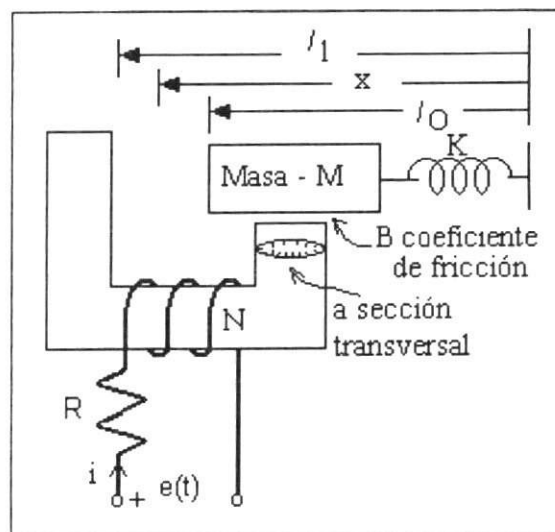 l1
x
lO
K
Masa - M
B coeficiente
de fricción
a sección
transversal
N
R
i
+ e(t)